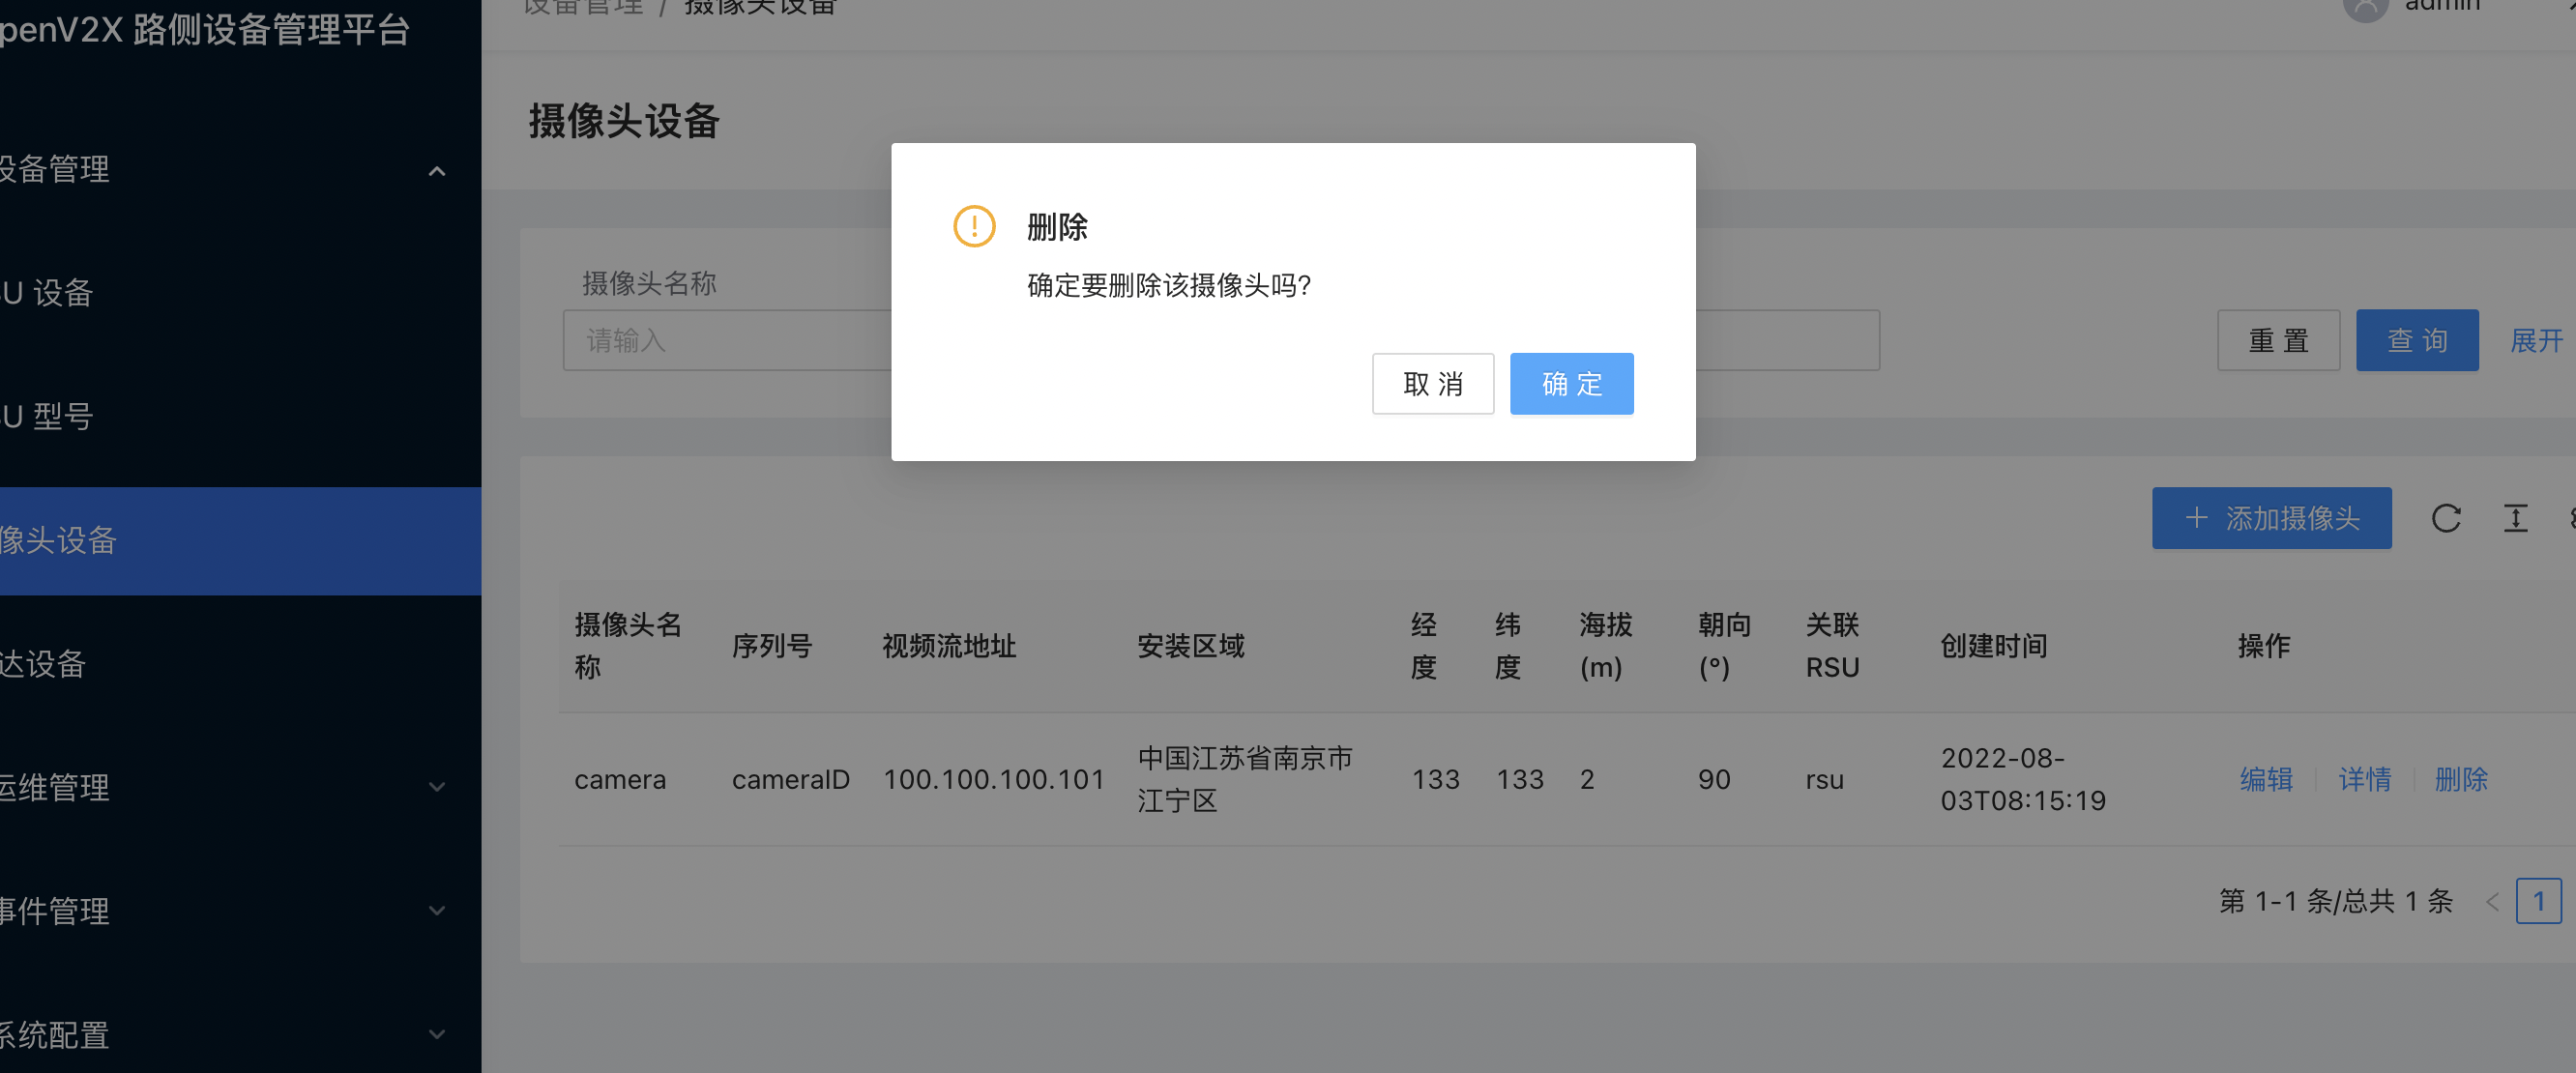 penV2X 路侧设备管理平台
设备管理 / 摄像头设备
admin
设备管理
U 设备
U 型号
像头设备
达设备
运维管理
事件管理
系统配置
摄像头设备
摄像头名称
请输入
重 置
查 询
展开
删除
确定要删除该摄像头吗?
取 消
确 定
添加摄像头
摄像头名
称
序列号
视频流地址
安装区域
经
度
纬
度
海拔
(m)
朝向
(°)
关联
RSU
创建时间
操作
camera
cameraID
100.100.100.101
中国江苏省南京市
江宁区
133
133
2
90
rsu
2022-08-
03T08:15:19
编辑
详情
删除
第 1-1 条/总共 1 条
1